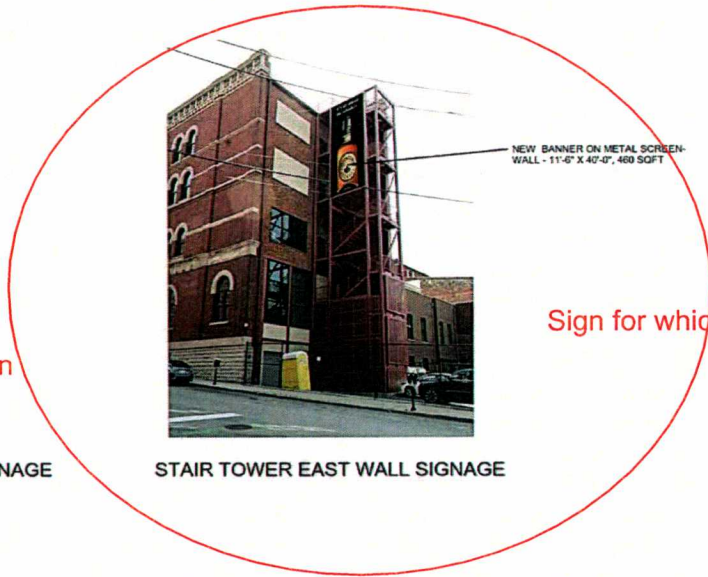 NEW BANNER ON METAL SCREEN-
WALL - 11'-6" X 40'-0", 460 SQFT
Sign for whic
n
NAGE
STAIR TOWER EAST WALL SIGNAGE